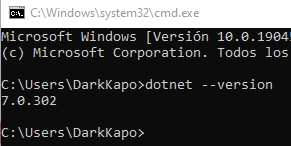 C:\Windows\system32\cmd.exe
Microsoft Windows [Versión 10.0.19045
(c) Microsoft Corporation. Todos los
C:\Users\DarkKapo>dotnet --version
7.0.302
C:\Users\DarkKapo>